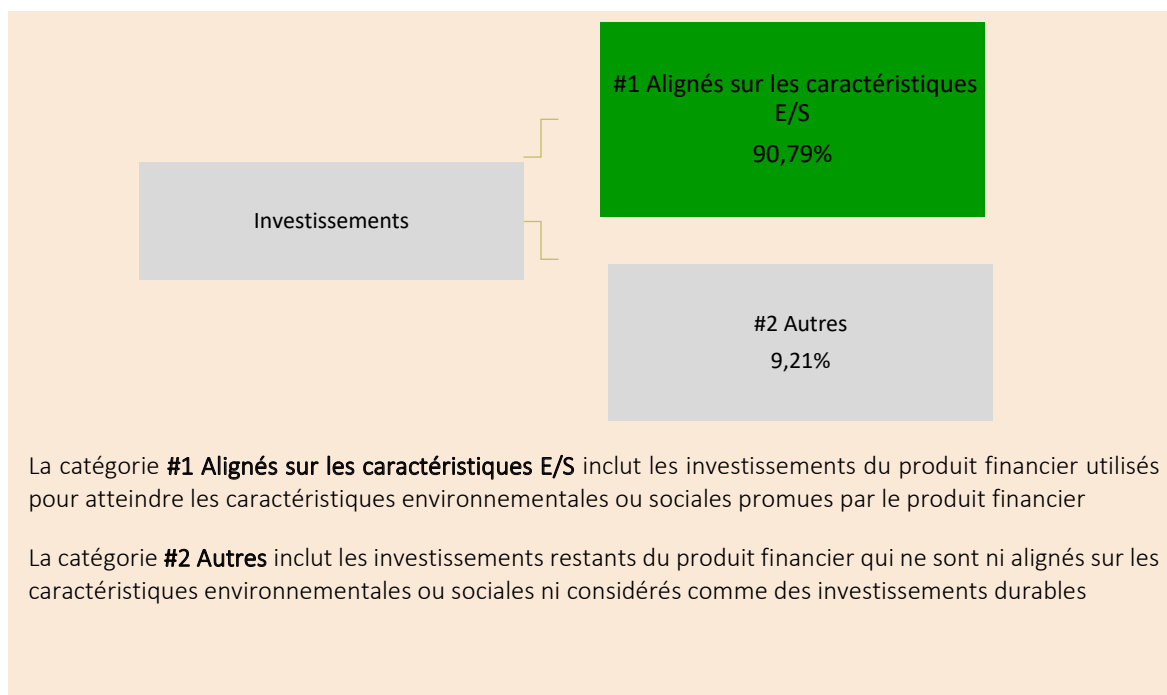 #1 Alignés sur les caractéristiques
E/S
90,79%
Investissements
#2 Autres
9,21%
La catégorie #1 Alignés sur les caractéristiques E/S inclut les investissements du produit financier utilisés
pour atteindre les caractéristiques environnementales ou sociales promues par le produit financier
La catégorie #2 Autres inclut les investissements restants du produit financier qui ne sont ni alignés sur les
caractéristiques environnementales ou sociales ni considérés comme des investissements durables